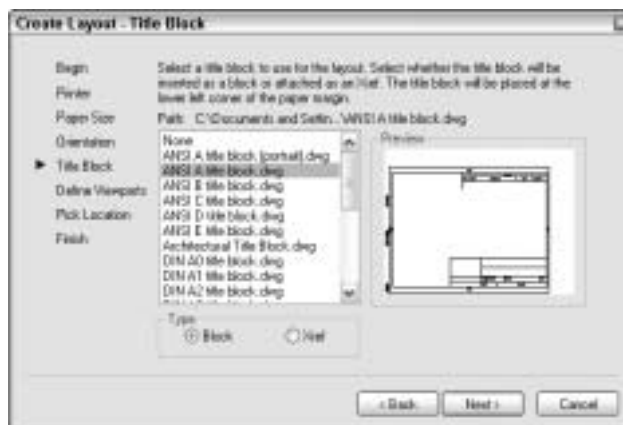 Create Layout - Title Block
Begin
Printer
Paper Size
Orientation
Title Block
Define Viewports
Pick Location
Finish
Select a title block to use for the layout. Select whether the title block will be
inserted as a block or attached as an Xref. The title block will be placed at the
lower left corner of the paper margin.
Path: C:\Documents and Settin...\ANSI A title block.dwg
None
ANSI A title block (portrait).dwg
ANSI A title block.dwg
ANSI B title block.dwg
ANSI C title block.dwg
ANSI D title block.dwg
ANSI E title block.dwg
Architectural Title Block.dwg
DIN A0 title block.dwg
DIN A1 title block.dwg
DIN A2 title block.dwg
Preview
Type
Block
Xref
< Back
Next >
Cancel